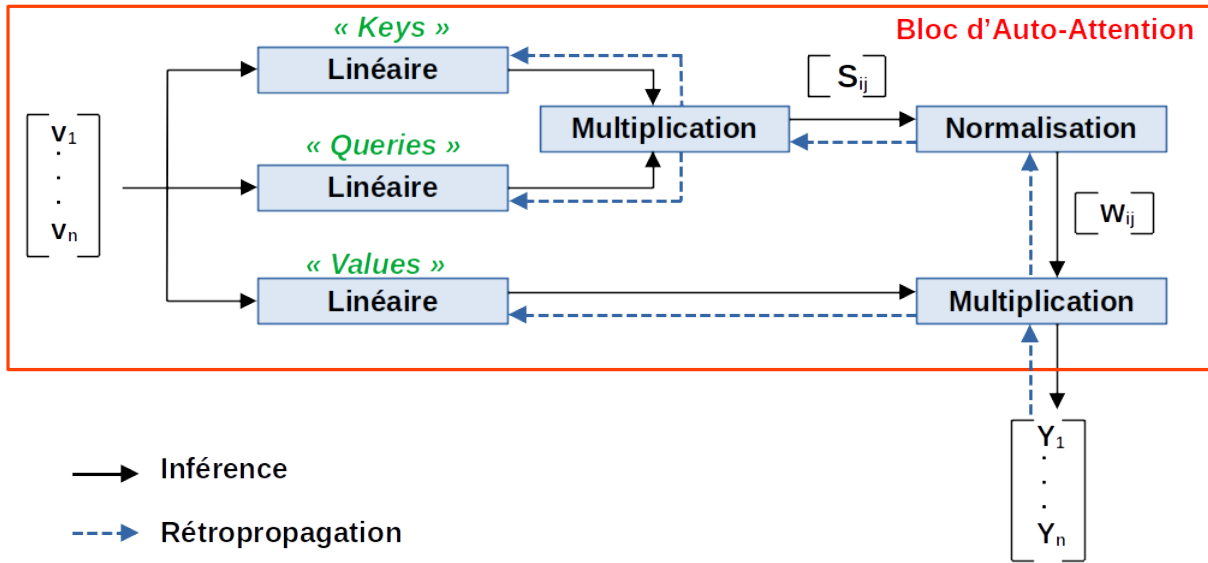 Bloc d’Auto-Attention
« Keys »
Linéaire
[ Sij ]
Multiplication
Normalisation
v1
.
.
.
vn
« Queries »
Linéaire
[ wij ]
« Values »
Linéaire
Multiplication
Inférence
Rétropropagation
Y1
.
.
.
Yn